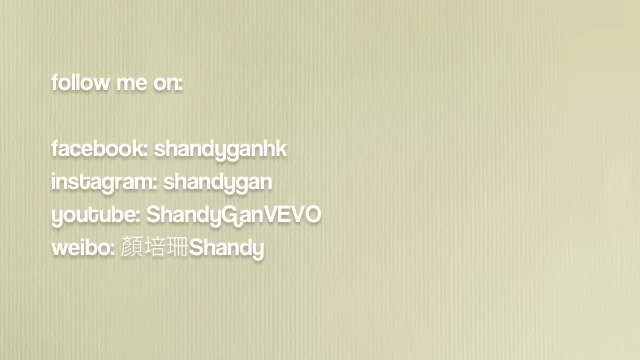 follow me on:
facebook: shandyganhk
instagram: shandygan
youtube: ShandyGanVEVO
weibo: 顏培珊Shandy